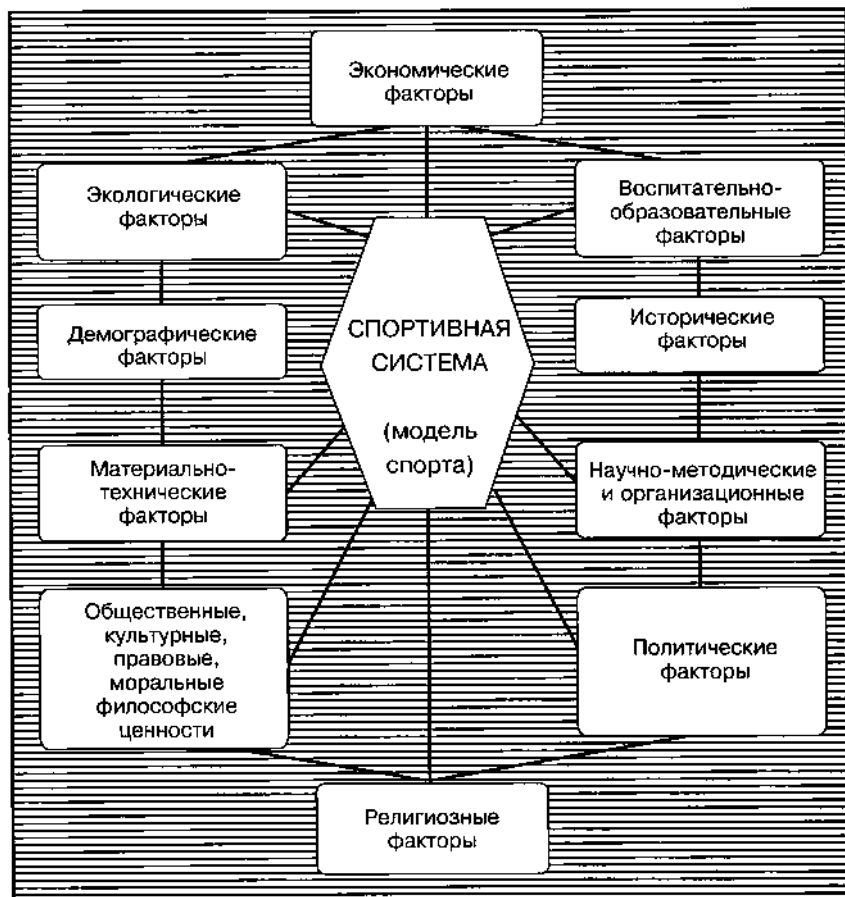 Экономические
факторы
Экологические
факторы
Воспитательно-
образовательные
факторы
СПОРТИВНАЯ
СИСТЕМА
(модель
спорта)
Демографические
факторы
Исторические
факторы
Материально-
технические
факторы
Научно-методические
и организационные
факторы
Общественные,
культурные,
правовые,
моральные
философские
ценности
Политические
факторы
Религиозные
факторы